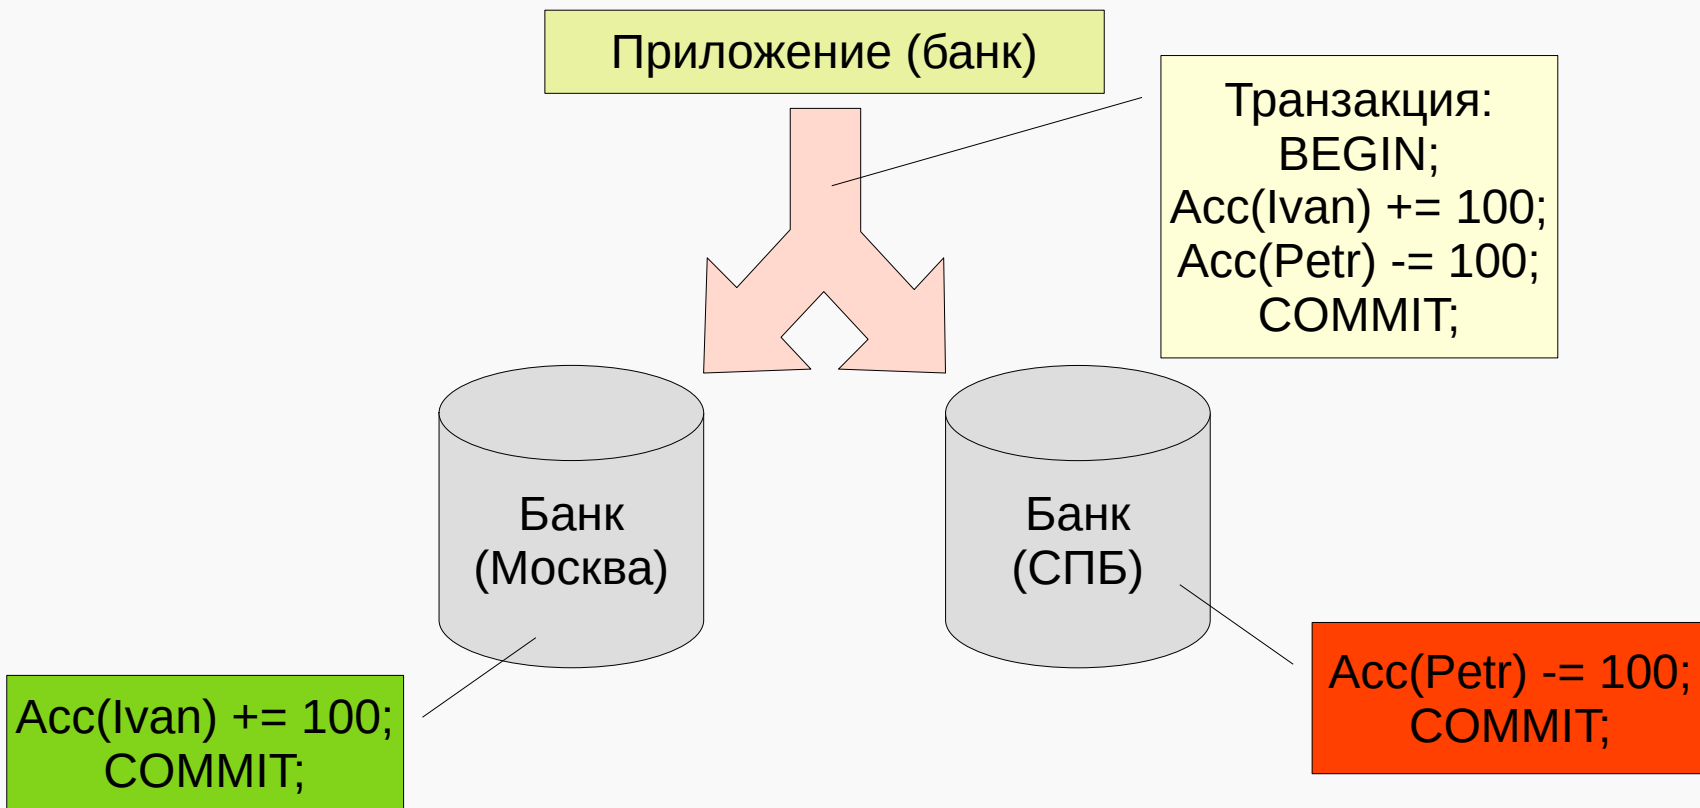 Приложение (банк)
Транзакция:
BEGIN;
Acc(Ivan) += 100;
Acc(Petr) -= 100;
COMMIT;
Банк
(Москва)
Банк
(СПБ)
Acc(Ivan) += 100;
COMMIT;
Acc(Petr) -= 100;
COMMIT;